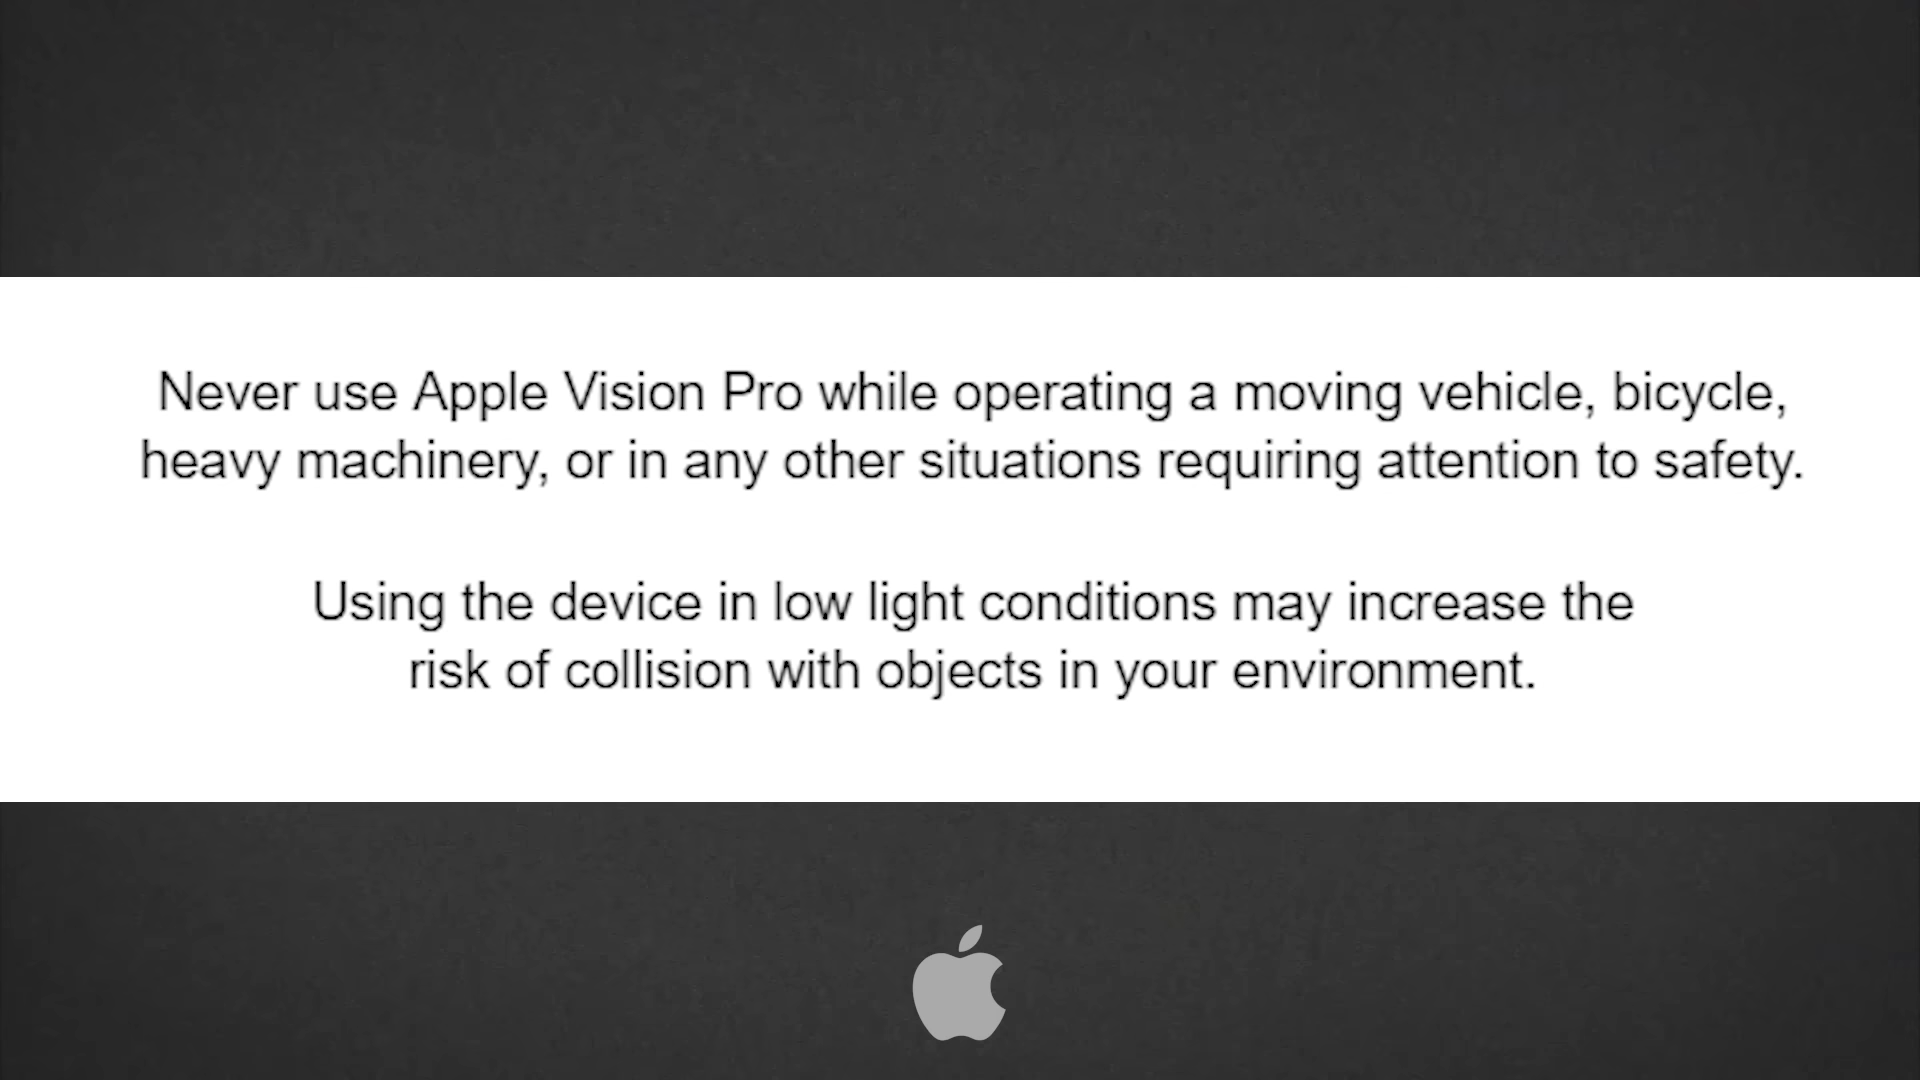 Never use Apple Vision Pro while operating a moving vehicle, bicycle,
heavy machinery, or in any other situations requiring attention to safety.
Using the device in low light conditions may increase the
risk of collision with objects in your environment.